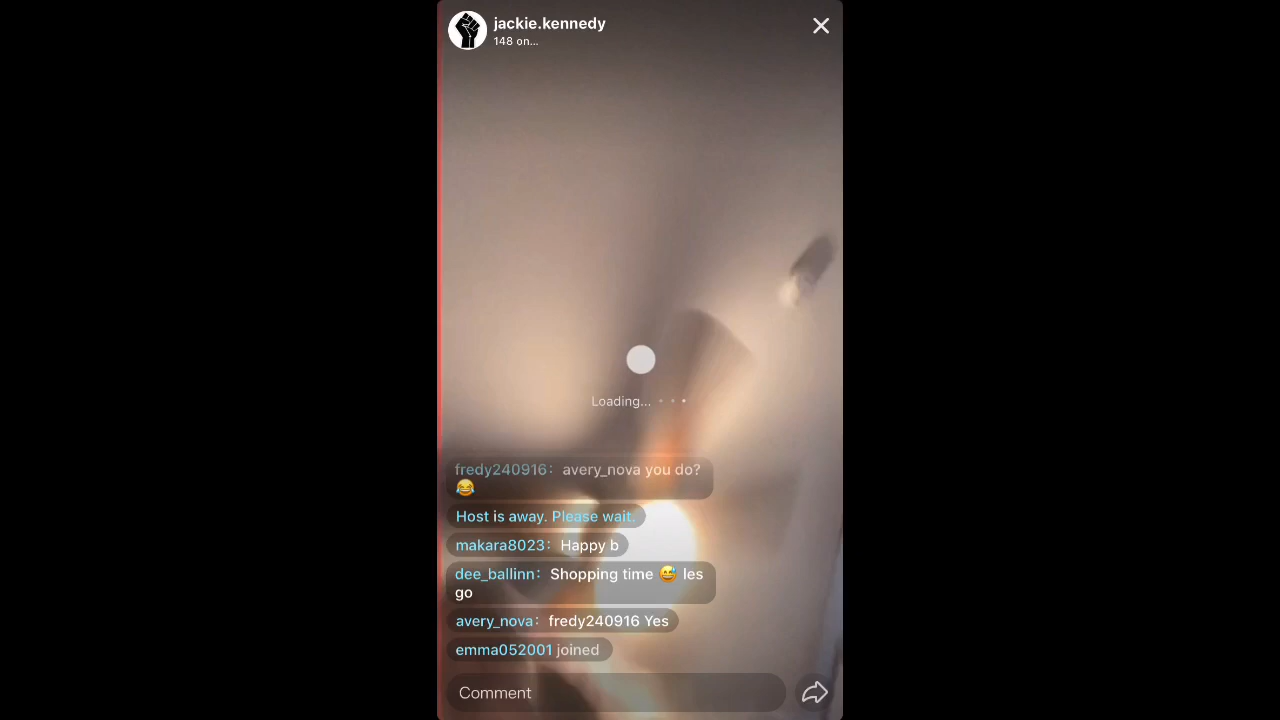 jackie.kennedy
148 on...
Loading...
fredy240916: avery_nova you do?
😂
Host is away. Please wait.
makara8023: Happy b
dee_ballinn: Shopping time 😅 les
go
avery_nova: fredy240916 Yes
emma052001 joined
Comment